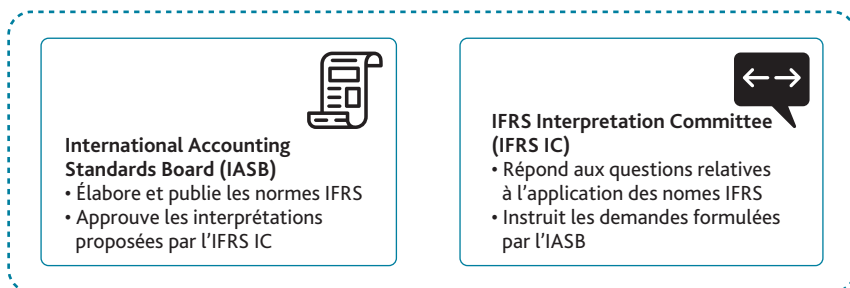 International Accounting
Standards Board (IASB)
• Élabore et publie les normes IFRS
• Approuve les interprétations
proposées par l'IFRS IC
IFRS Interpretation Committee
(IFRS IC)
• Répond aux questions relatives
à l'application des nomes IFRS
• Instruit les demandes formulées
par l'IASB